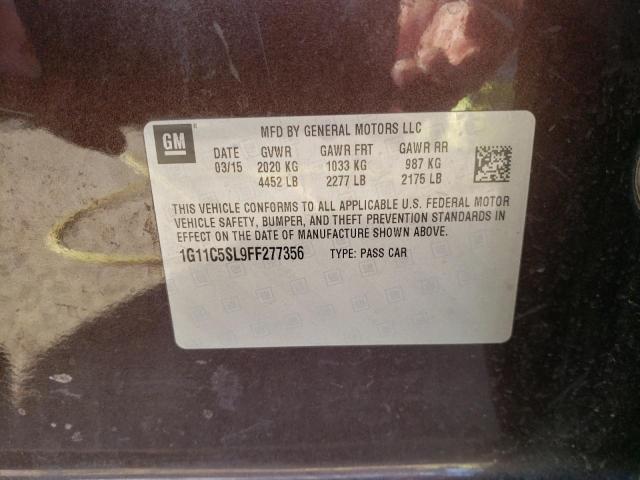 GM ®
MFD BY GENERAL MOTORS LLC
DATE GVWR GAWR FRT GAWR RR
03/15 2020 KG 1033 KG 987 KG
4452 LB 2277 LB 2175 LB
THIS VEHICLE CONFORMS TO ALL APPLICABLE U.S. FEDERAL MOTOR
VEHICLE SAFETY, BUMPER, AND THEFT PREVENTION STANDARDS IN
EFFECT ON THE DATE OF MANUFACTURE SHOWN ABOVE.
1G11C5SL9FF277356 TYPE: PASS CAR